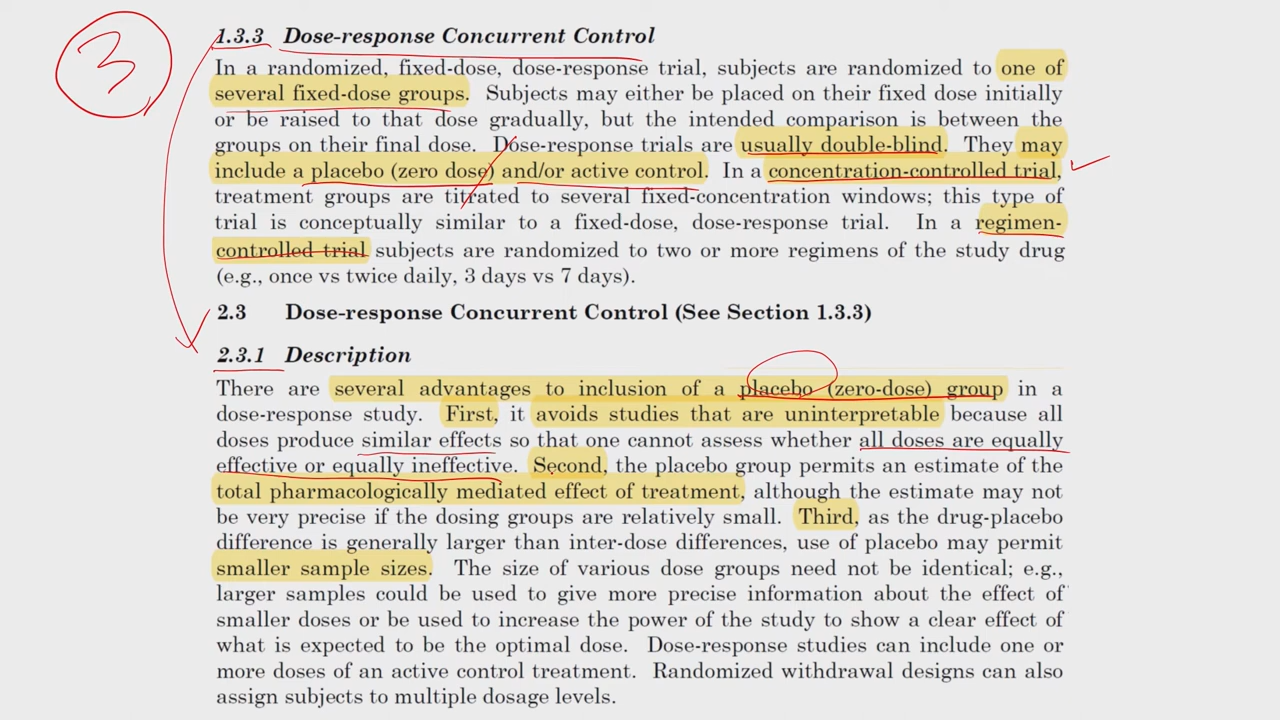 3
1.3.3 Dose-response Concurrent Control
In a randomized, fixed-dose, dose-response trial, subjects are randomized to one of
several fixed-dose groups. Subjects may either be placed on their fixed dose initially
or be raised to that dose gradually, but the intended comparison is between the
groups on their final dose. Dose-response trials are usually double-blind. They may
include a placebo (zero dose) and/or active control. In a concentration-controlled trial,
treatment groups are titrated to several fixed-concentration windows; this type of
trial is conceptually similar to a fixed-dose, dose-response trial. In a regimen-
controlled trial subjects are randomized to two or more regimens of the study drug
(e.g., once vs twice daily, 3 days vs 7 days).
2.3 Dose-response Concurrent Control (See Section 1.3.3)
2.3.1 Description
There are several advantages to inclusion of a placebo (zero-dose) group in a
dose-response study. First, it avoids studies that are uninterpretable because all
doses produce similar effects so that one cannot assess whether all doses are equally
effective or equally ineffective. Second, the placebo group permits an estimate of the
total pharmacologically mediated effect of treatment, although the estimate may not
be very precise if the dosing groups are relatively small. Third, as the drug-placebo
difference is generally larger than inter-dose differences, use of placebo may permit
smaller sample sizes. The size of various dose groups need not be identical; e.g.,
larger samples could be used to give more precise information about the effect of
smaller doses or be used to increase the power of the study to show a clear effect of
what is expected to be the optimal dose. Dose-response studies can include one or
more doses of an active control treatment. Randomized withdrawal designs can also
assign subjects to multiple dosage levels.